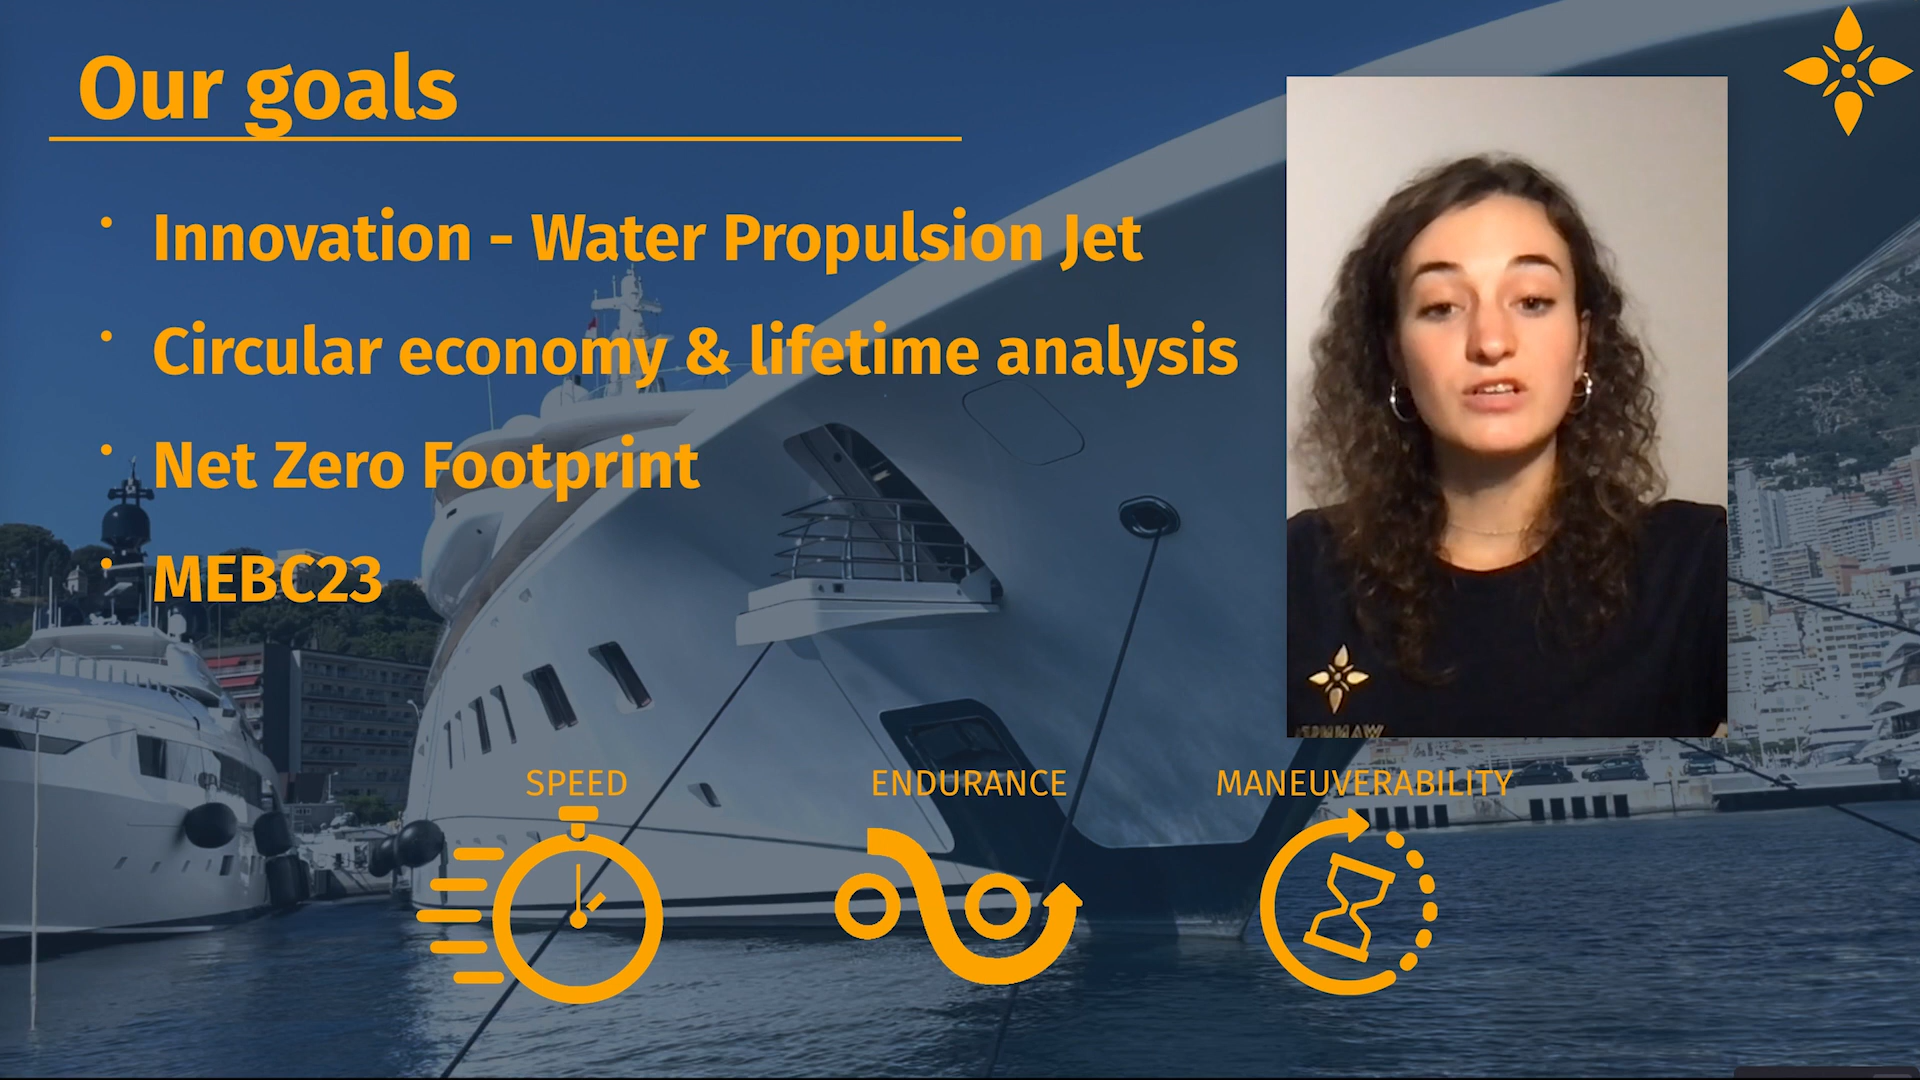 Our goals
Innovation - Water Propulsion Jet
Circular economy & lifetime analysis
Net Zero Footprint
MEBC23
SPEED
ENDURANCE
MANEUVERABILITY